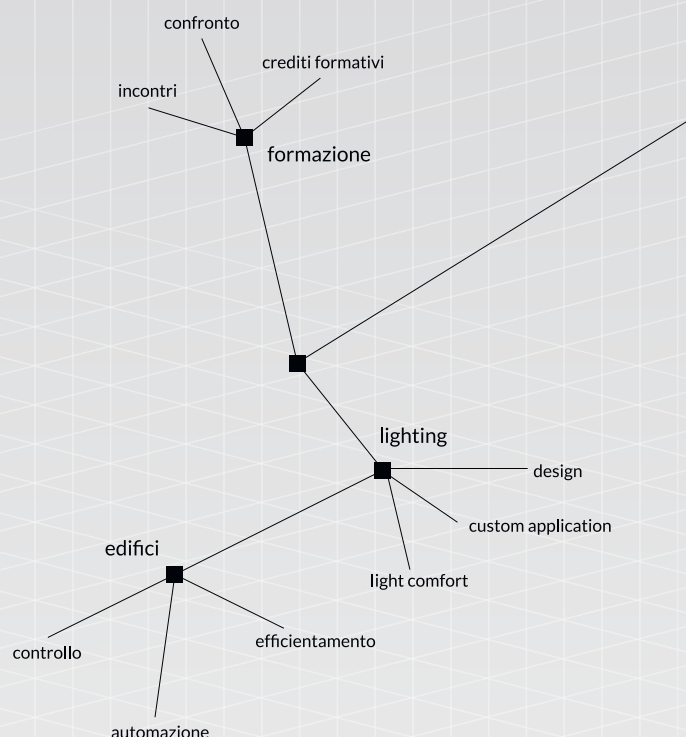 confronto
crediti formativi
incontri
formazione
lighting
design
custom application
edifici
light comfort
efficientamento
controllo
automazione